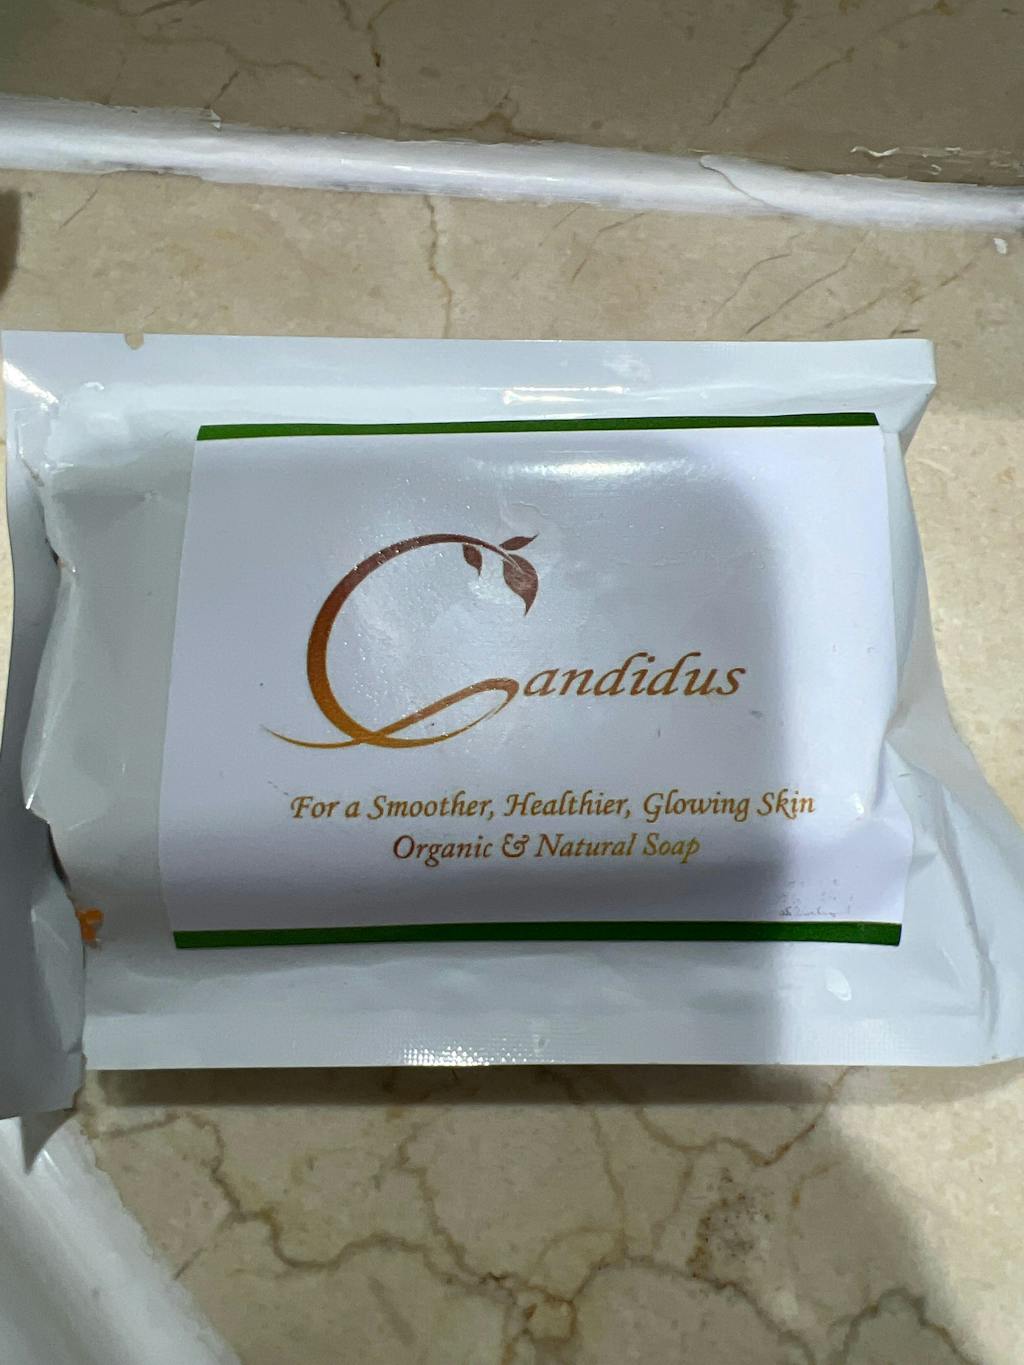 Candidus
For a Smoother, Healthier, Glowing Skin
Organic & Natural Soap